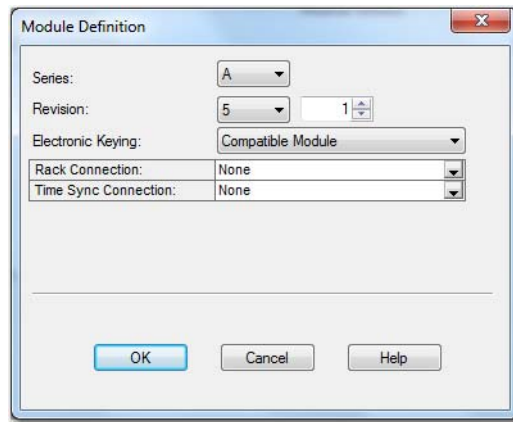 Module Definition
Series: A
Revision: 5 1
Electronic Keying: Compatible Module
Rack Connection: None
Time Sync Connection: None
OK Cancel Help